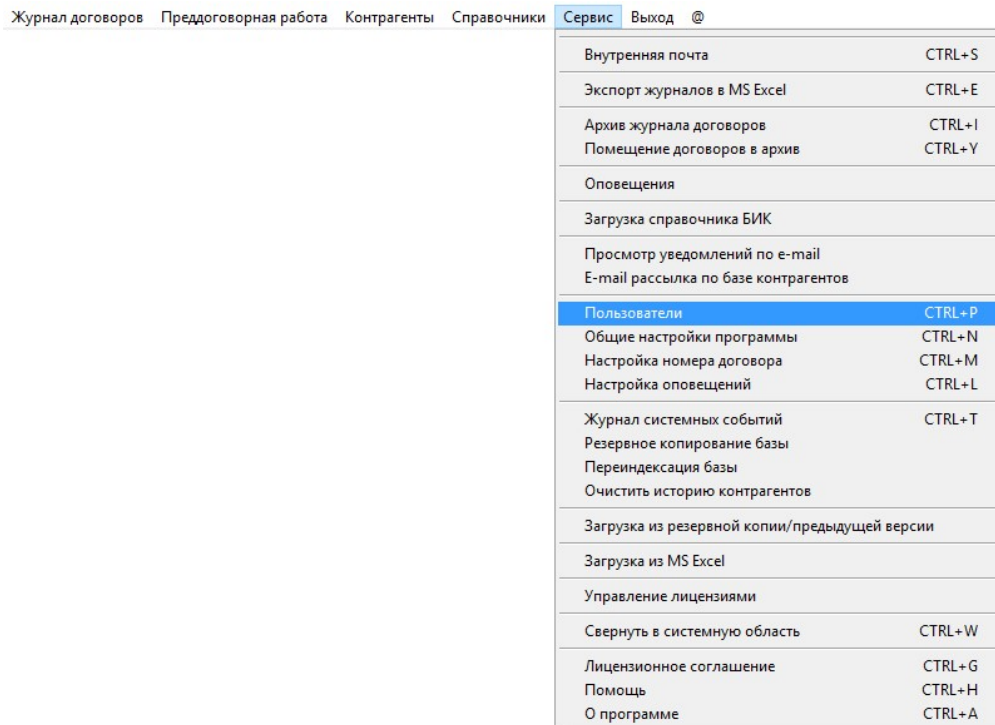 Журнал договоров Преддоговорная работа Контрагенты Справочники Сервис Выход @
Внутренняя почта CTRL+S
Экспорт журналов в MS Excel CTRL+E
Архив журнала договоров CTRL+I
Помещение договоров в архив CTRL+Y
Оповещения
Загрузка справочника БИК
Просмотр уведомлений по e-mail
E-mail рассылка по базе контрагентов
Пользователи CTRL+P
Общие настройки программы CTRL+N
Настройка номера договора CTRL+M
Настройка оповещений CTRL+L
Журнал системных событий CTRL+T
Резервное копирование базы
Переиндексация базы
Очистить историю контрагентов
Загрузка из резервной копии/предыдущей версии
Загрузка из MS Excel
Управление лицензиями
Свернуть в системную область CTRL+W
Лицензионное соглашение CTRL+G
Помощь CTRL+H
О программе CTRL+A